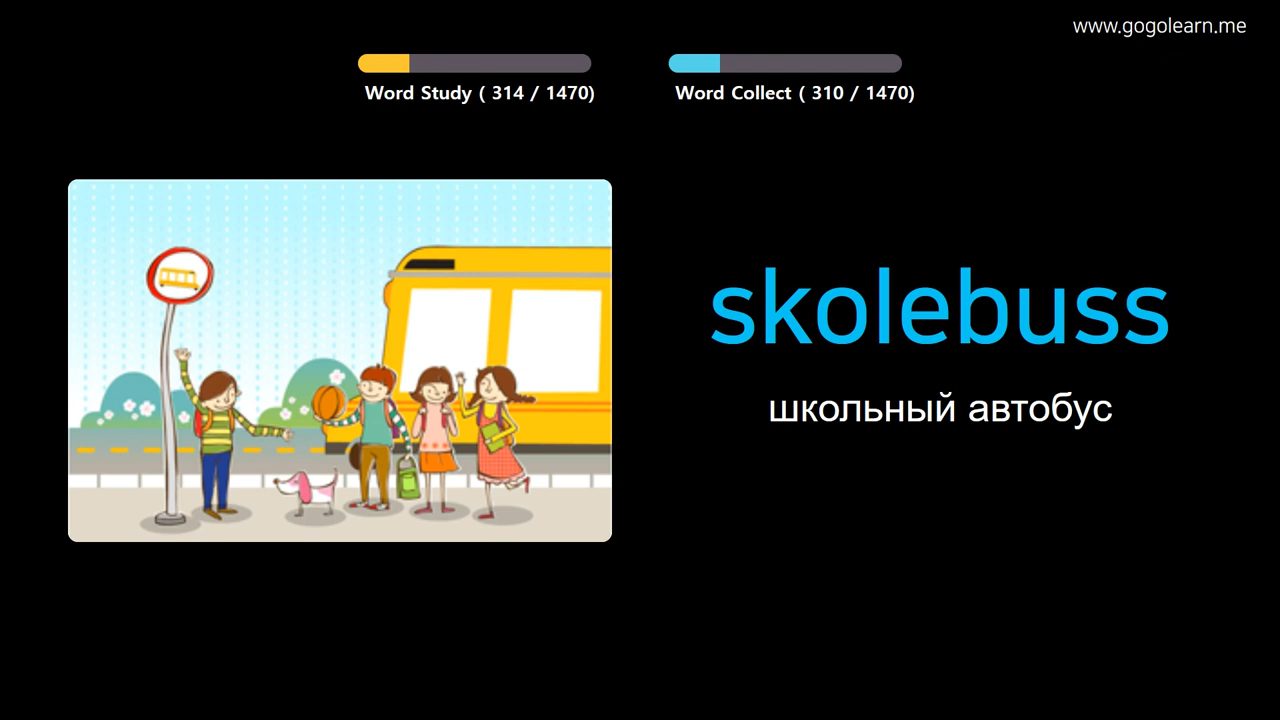 www.gogolearn.me
Word Study ( 314 / 1470)
Word Collect ( 310 / 1470)
skolebuss
школьный автобус